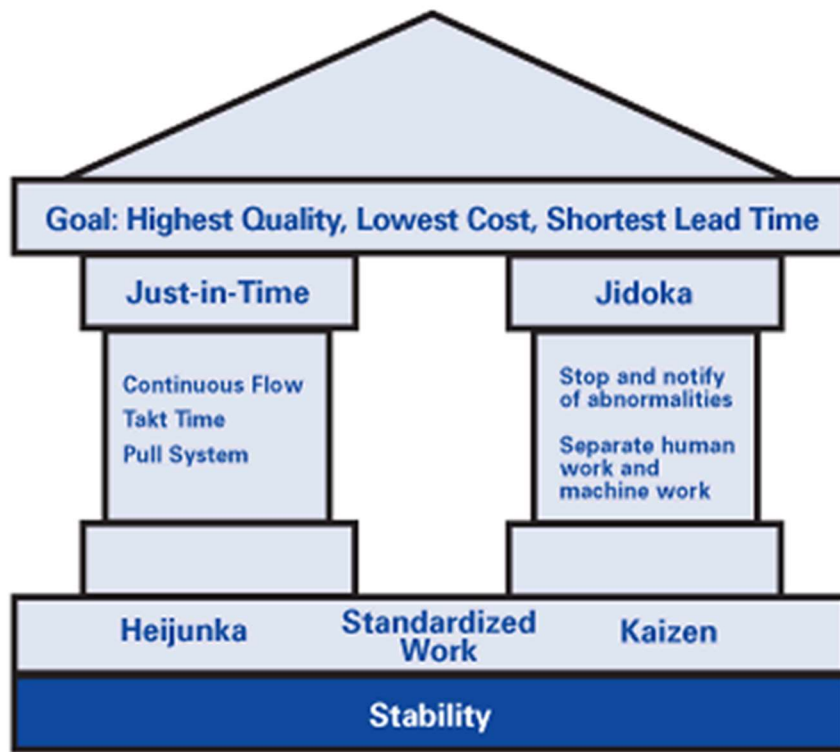 Goal: Highest Quality, Lowest Cost, Shortest Lead Time
Just-in-Time
Continuous Flow
Takt Time
Pull System
Jidoka
Stop and notify
of abnormalities
Separate human
work and
machine work
Heijunka
Standardized
Work
Kaizen
Stability